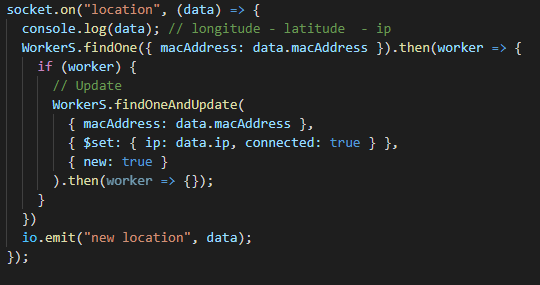 socket.on("location", (data) => {
  console.log(data); // longitude - latitude  - ip
  WorkerS.findOne({ macAddress: data.macAddress }).then(worker => {
    if (worker) {
      // Update
      WorkerS.findOneAndUpdate(
        { macAddress: data.macAddress },
        { $set: { ip: data.ip, connected: true } },
        { new: true }
      ).then(worker => {});
    }
  })
  io.emit("new location", data);
});